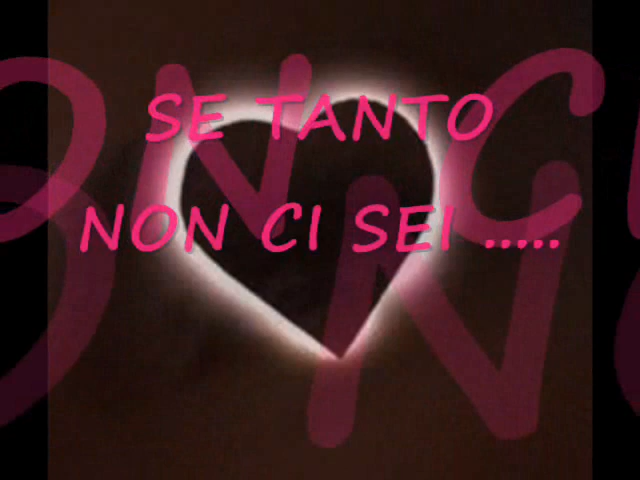 SE TANTO
NON CI SEI .....